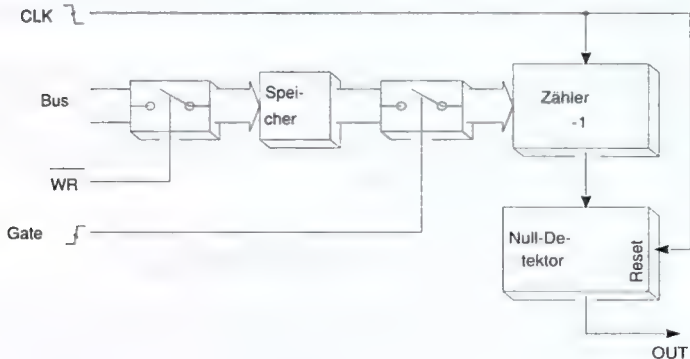 CLK
Bus
Spei-
cher
Zähler
-1
WR
Gate
Null-De-
tektor
Reset
OUT